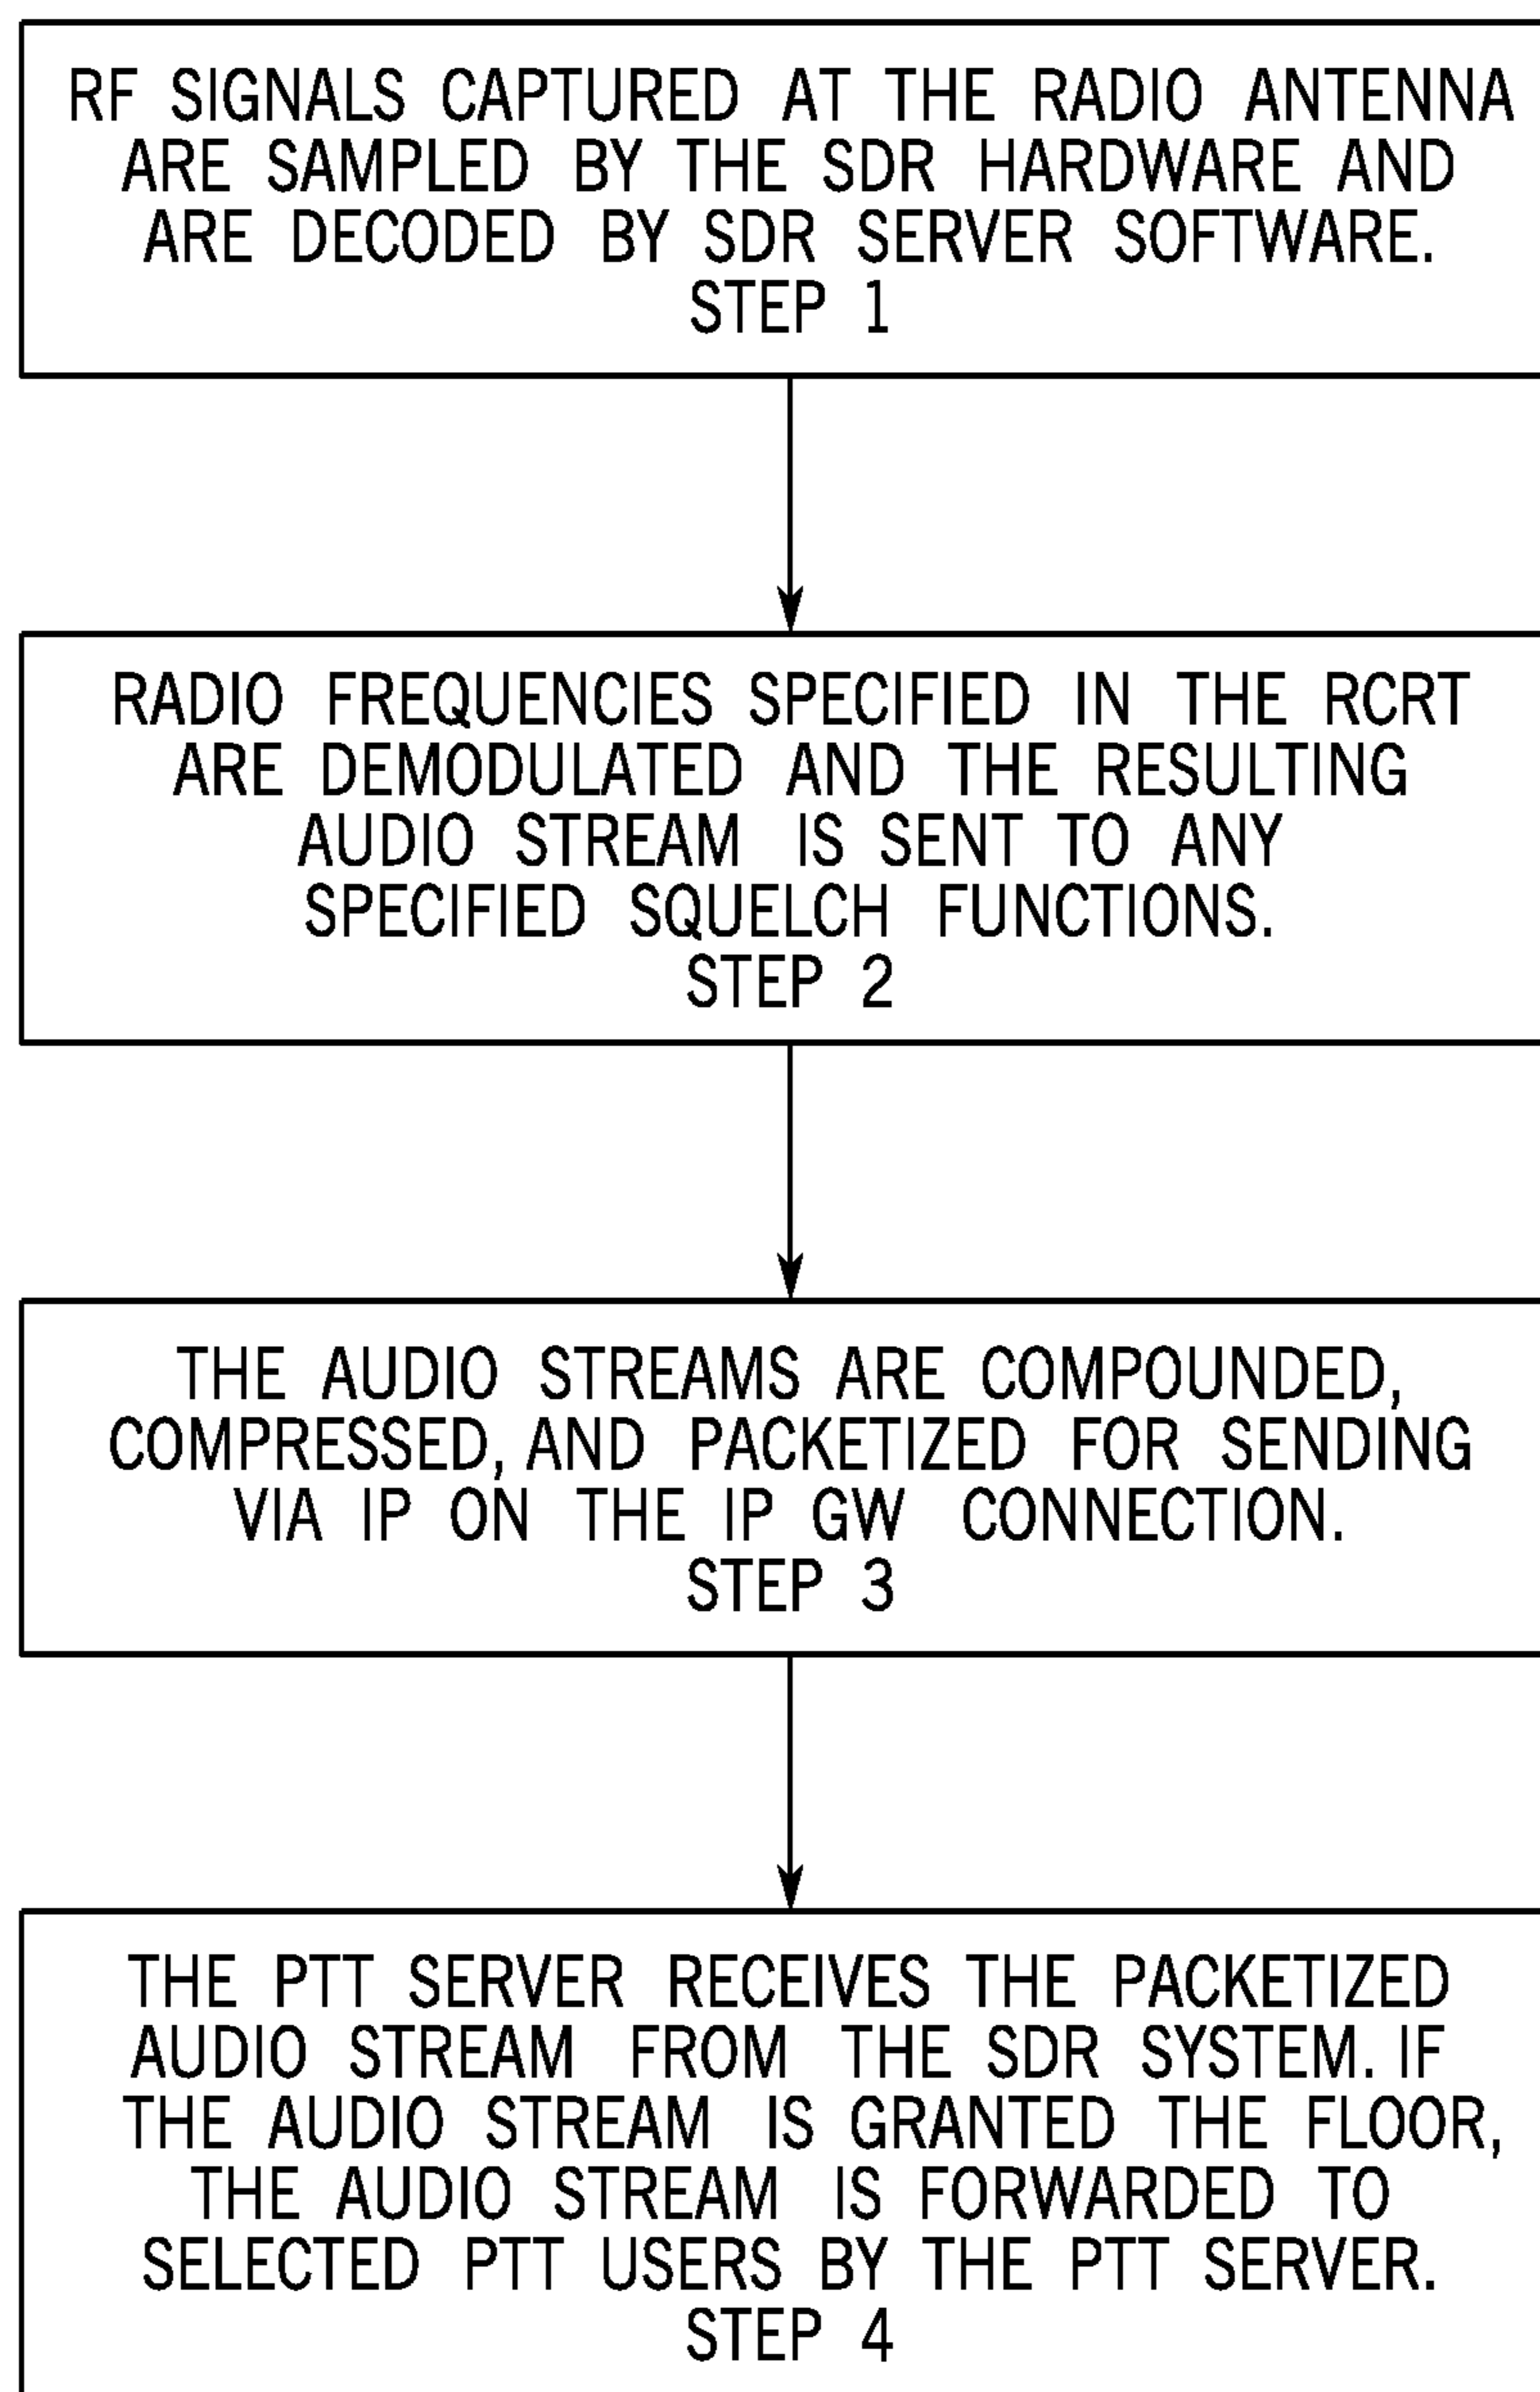 RF SIGNALS CAPTURED AT THE RADIO ANTENNA
ARE SAMPLED BY THE SDR HARDWARE AND
ARE DECODED BY SDR SERVER SOFTWARE.
STEP 1
RADIO FREQUENCIES SPECIFIED IN THE RCRT
ARE DEMODULATED AND THE RESULTING
AUDIO STREAM IS SENT TO ANY
SPECIFIED SQUELCH FUNCTIONS.
STEP 2
THE AUDIO STREAMS ARE COMPOUNDED,
COMPRESSED, AND PACKETIZED FOR SENDING
VIA IP ON THE IP GW CONNECTION.
STEP 3
THE PTT SERVER RECEIVES THE PACKETIZED
AUDIO STREAM FROM THE SDR SYSTEM. IF
THE AUDIO STREAM IS GRANTED THE FLOOR,
THE AUDIO STREAM IS FORWARDED TO
SELECTED PTT USERS BY THE PTT SERVER.
STEP 4